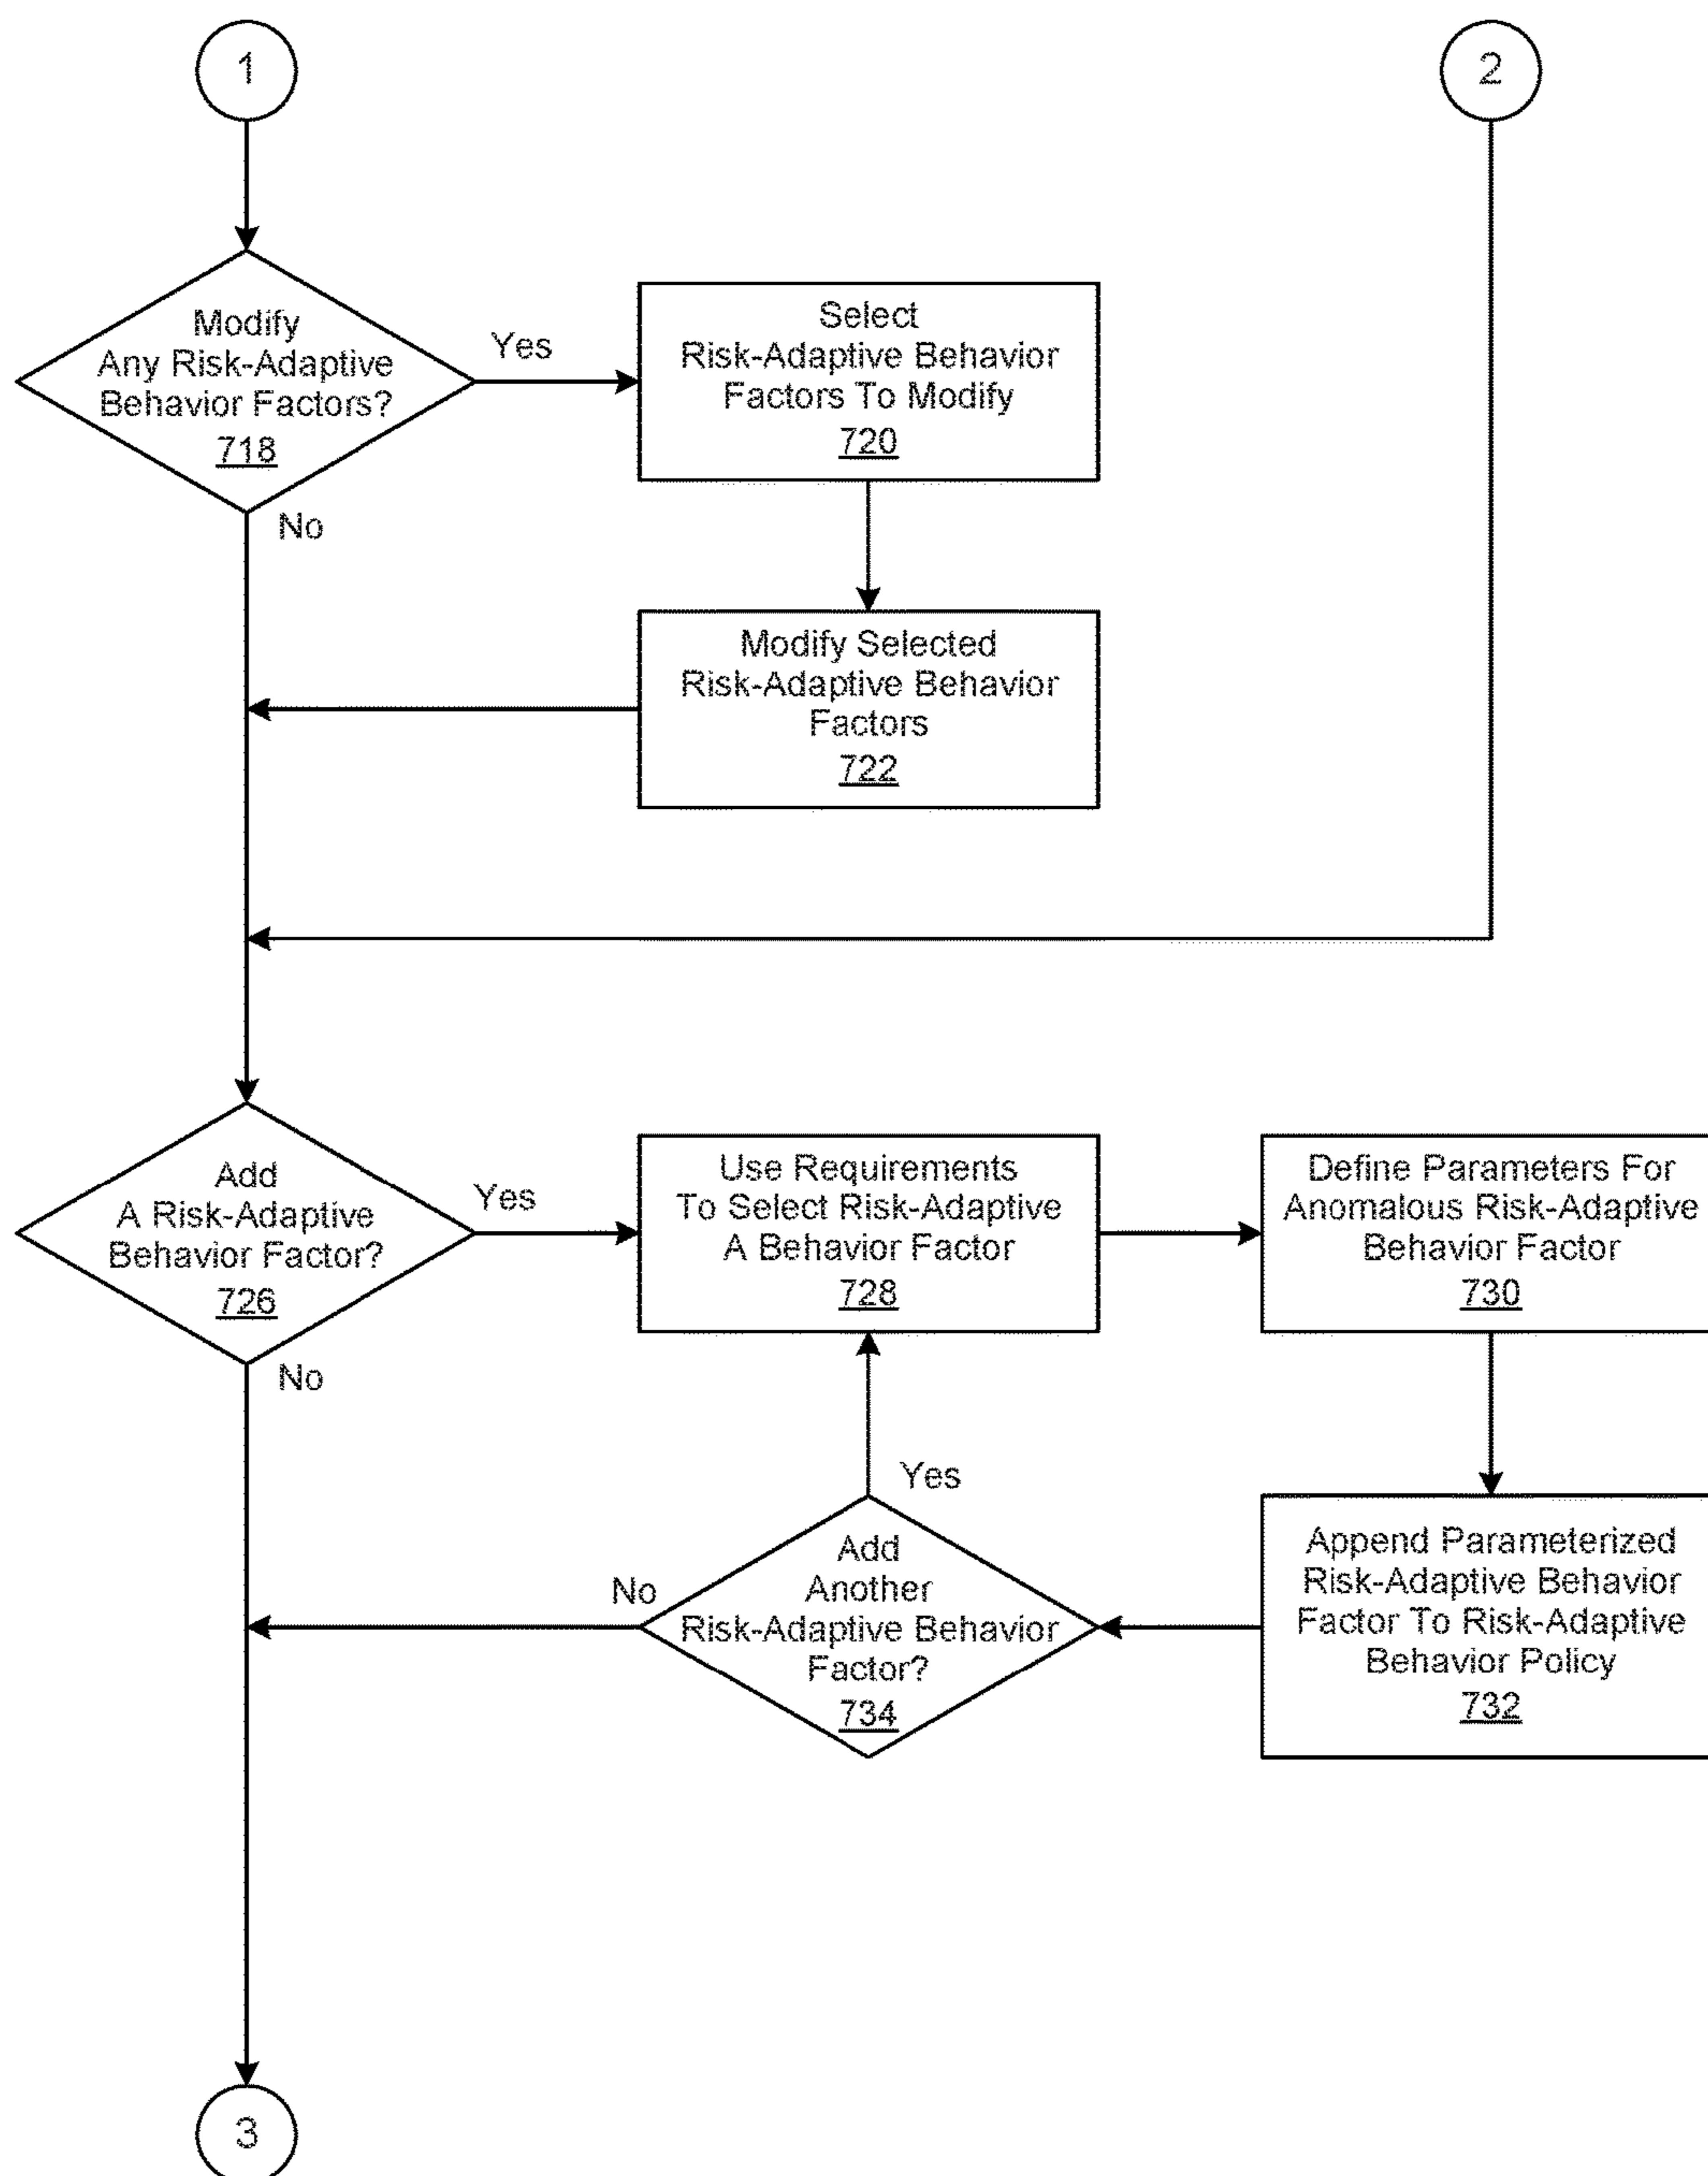 1
2
Modify
Any Risk-Adaptive
Behavior Factors?
718
Yes
No
Select
Risk-Adaptive Behavior
Factors To Modify
720
Modify Selected
Risk-Adaptive Behavior
Factors
722
Add
A Risk-Adaptive
Behavior Factor?
726
Yes
No
Use Requirements
To Select Risk-Adaptive
A Behavior Factor
728
Define Parameters For
Anomalous Risk-Adaptive
Behavior Factor
730
Append Parameterized
Risk-Adaptive Behavior
Factor To Risk-Adaptive
Behavior Policy
732
Yes
No
Add
Another
Risk-Adaptive Behavior
Factor?
734
3